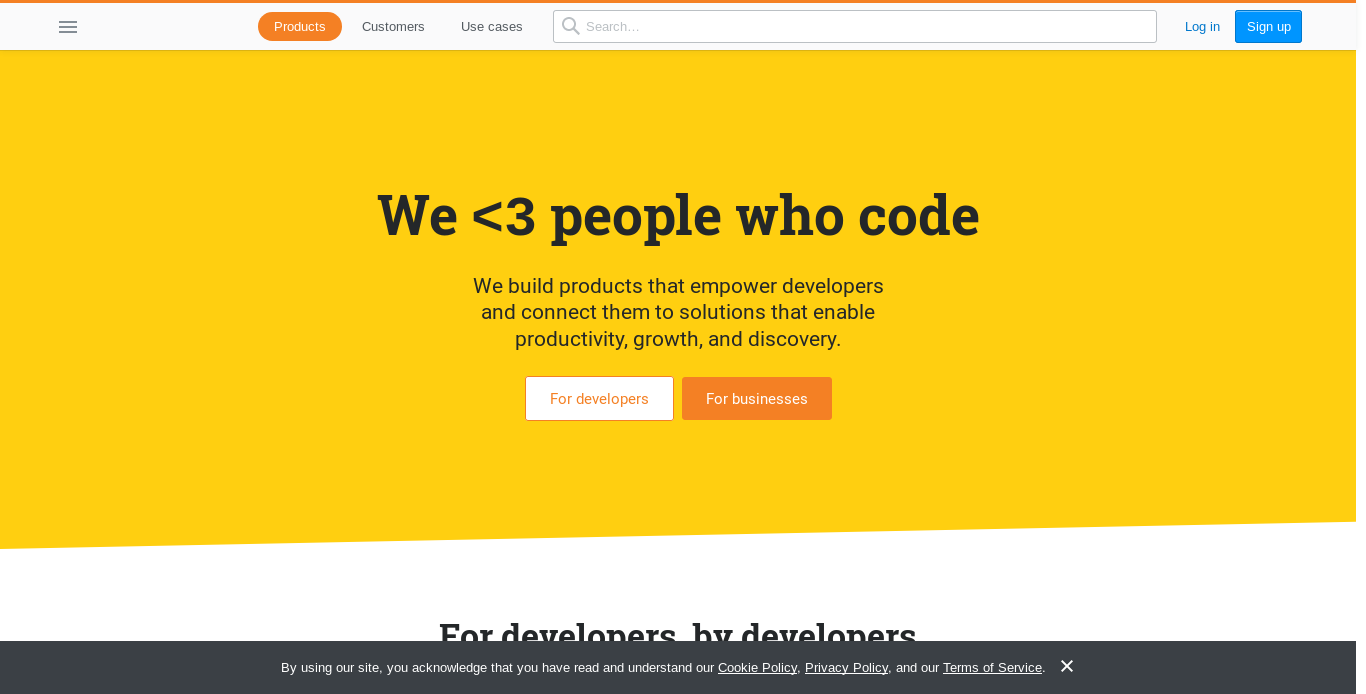 Products Customers Use cases Search… Log in Sign up
We <3 people who code
We build products that empower developers
and connect them to solutions that enable
productivity, growth, and discovery.
For developers For businesses
For developers, by developers
By using our site, you acknowledge that you have read and understand our Cookie Policy, Privacy Policy, and our Terms of Service.